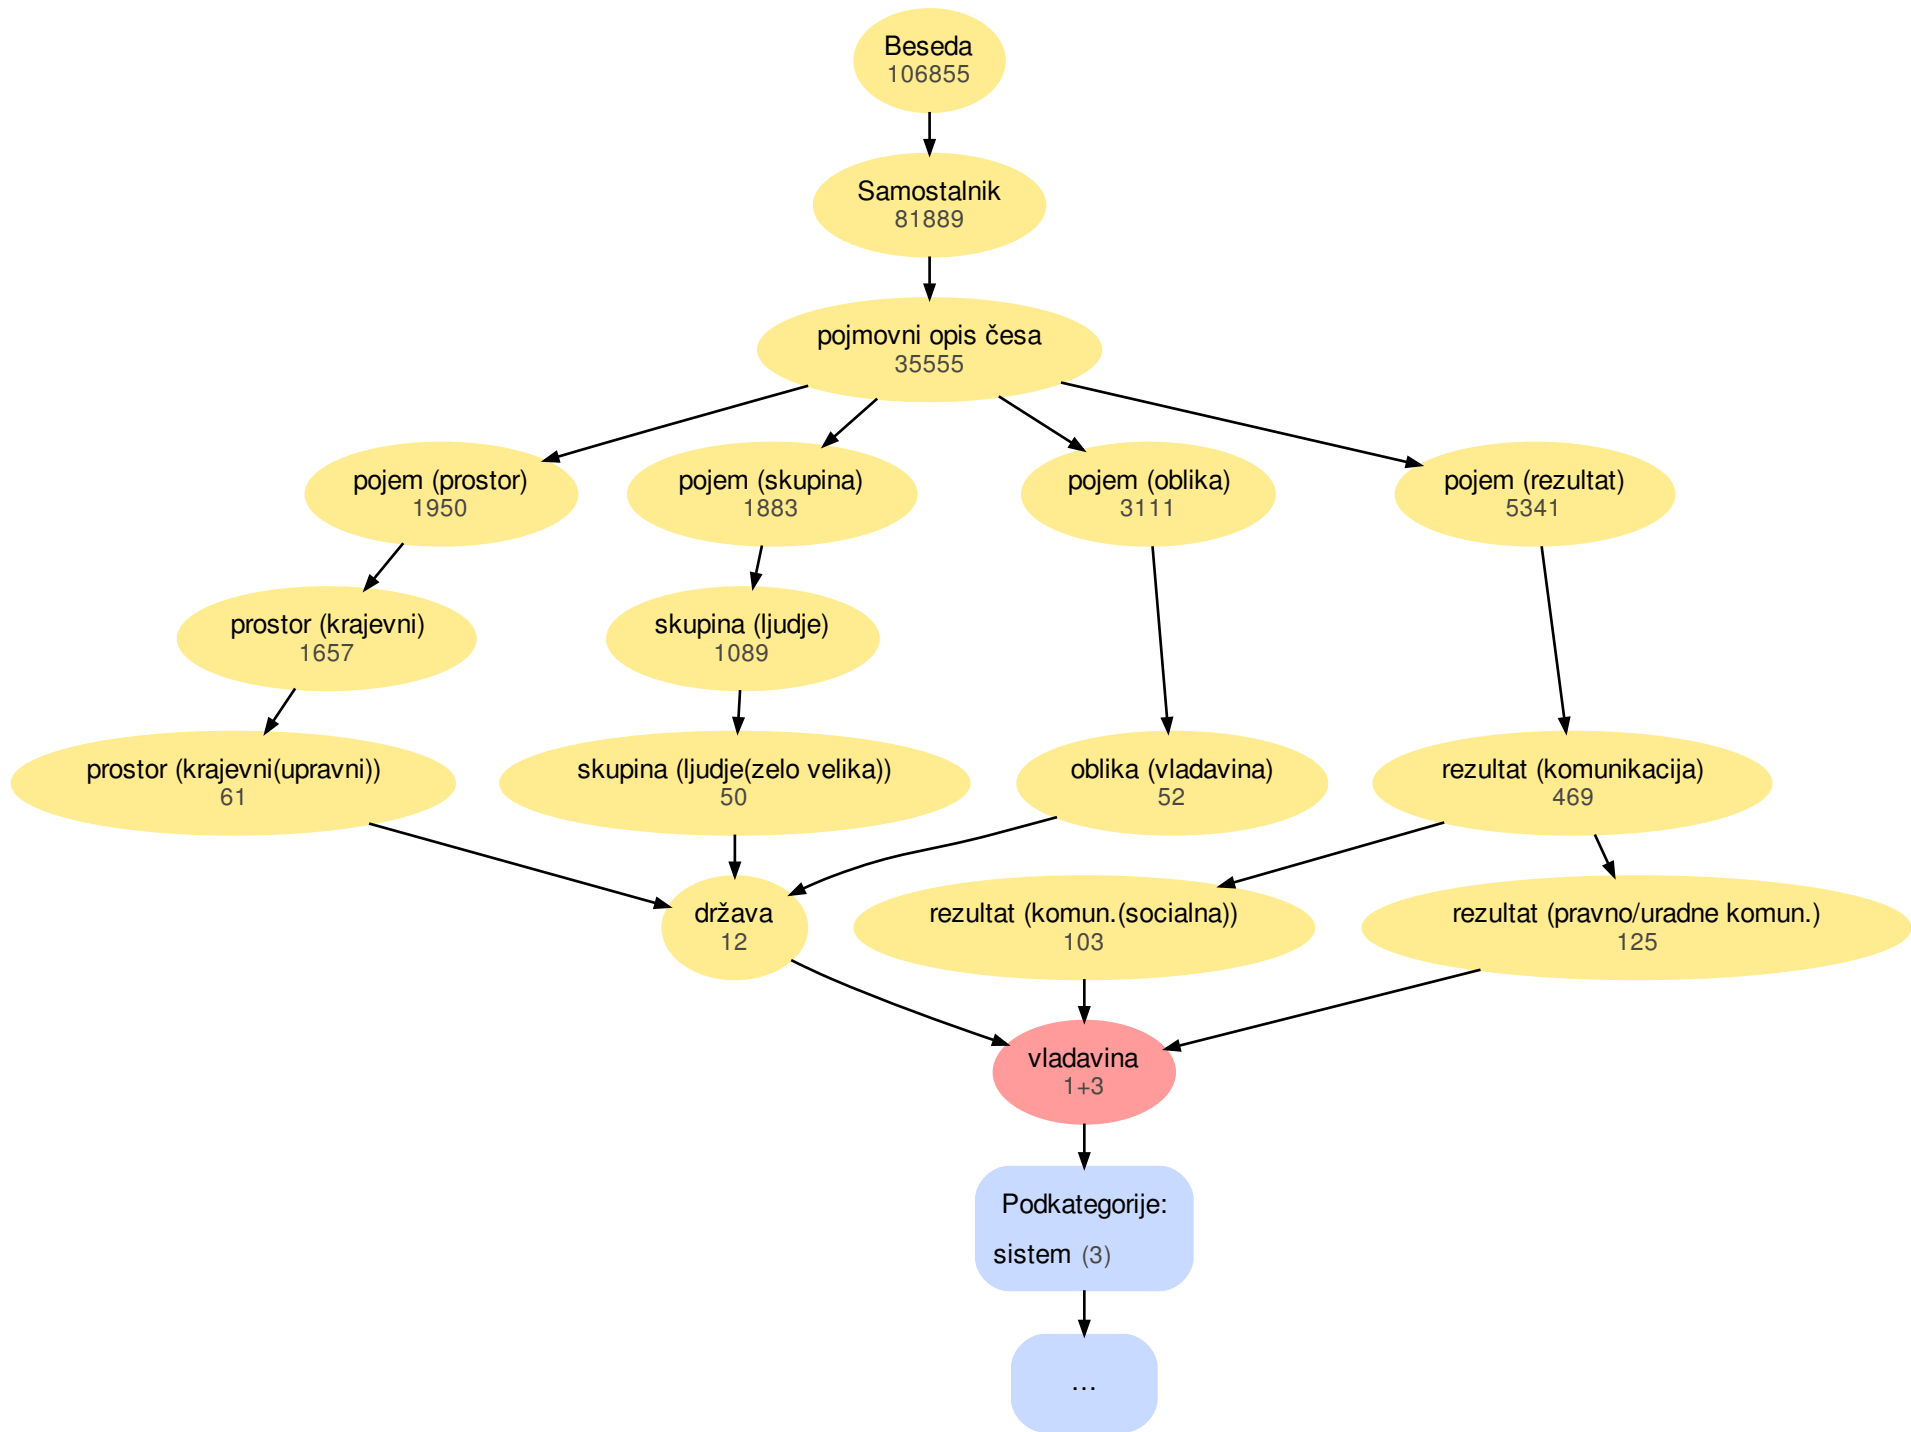 Beseda
106855
Samostalnik
81889
pojmovni opis česa
35555
pojem (prostor)
1950
pojem (skupina)
1883
pojem (oblika)
3111
pojem (rezultat)
5341
prostor (krajevni)
1657
skupina (ljudje)
1089
prostor (krajevni(upravni))
61
skupina (ljudje(zelo velika))
50
oblika (vladavina)
52
rezultat (komunikacija)
469
država
12
rezultat (komun.(socialna))
103
rezultat (pravno/uradne komun.)
125
vladavina
1+3
Podkategorije:
sistem (3)
...